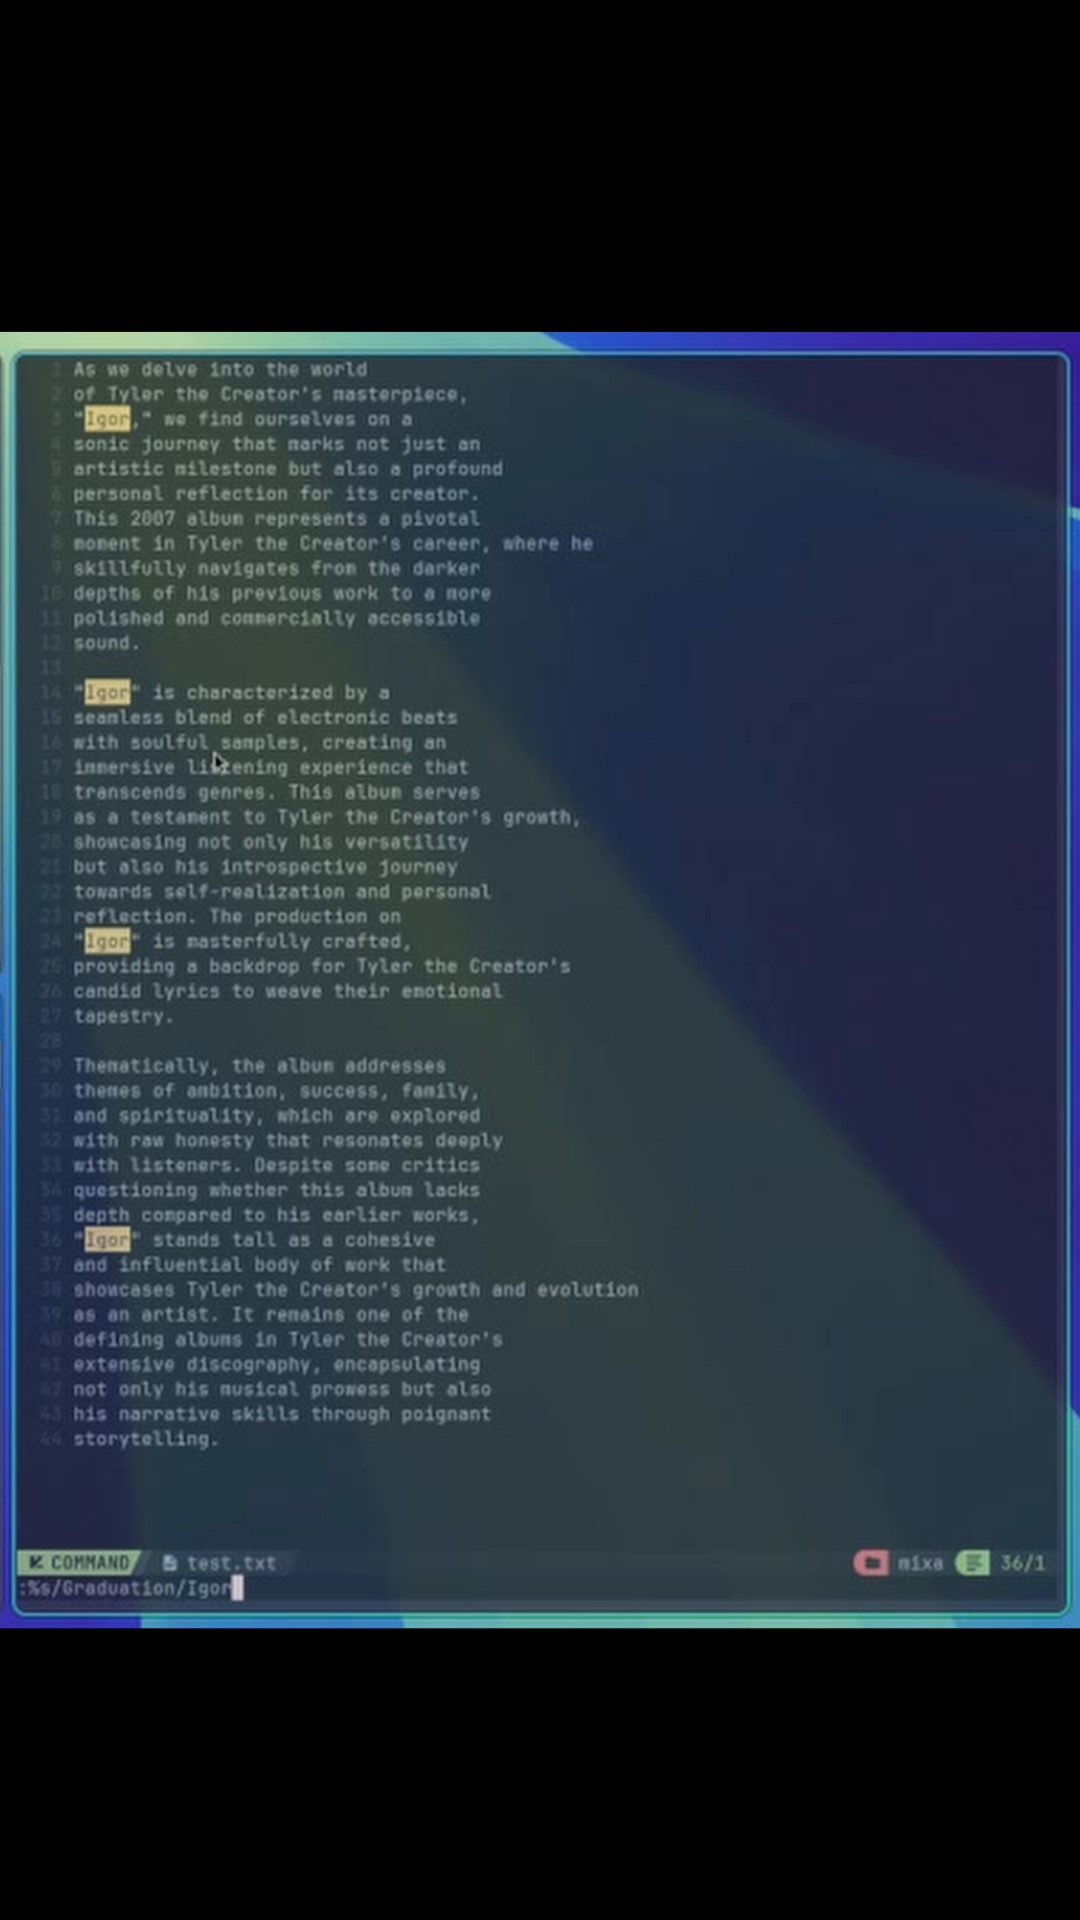 1 As we delve into the world
2 of Tyler the Creator's masterpiece,
3 "Igor," we find ourselves on a
4 sonic journey that marks not just an
5 artistic milestone but also a profound
6 personal reflection for its creator.
7 This 2007 album represents a pivotal
8 moment in Tyler the Creator's career, where he
9 skillfully navigates from the darker
10 depths of his previous work to a more
11 polished and commercially accessible
12 sound.
13
14 "Igor" is characterized by a
15 seamless blend of electronic beats
16 with soulful samples, creating an
17 immersive listening experience that
18 transcends genres. This album serves
19 as a testament to Tyler the Creator's growth,
20 showcasing not only his versatility
21 but also his introspective journey
22 towards self-realization and personal
23 reflection. The production on
24 "Igor" is masterfully crafted,
25 providing a backdrop for Tyler the Creator's
26 candid lyrics to weave their emotional
27 tapestry.
28
29 Thematically, the album addresses
30 themes of ambition, success, family,
31 and spirituality, which are explored
32 with raw honesty that resonates deeply
33 with listeners. Despite some critics
34 questioning whether this album lacks
35 depth compared to his earlier works,
36 "Igor" stands tall as a cohesive
37 and influential body of work that
38 showcases Tyler the Creator's growth and evolution
39 as an artist. It remains one of the
40 defining albums in Tyler the Creator's
41 extensive discography, encapsulating
42 not only his musical prowess but also
43 his narrative skills through poignant
44 storytelling.
COMMAND test.txt mixa 36/1
:%s/Graduation/Igor